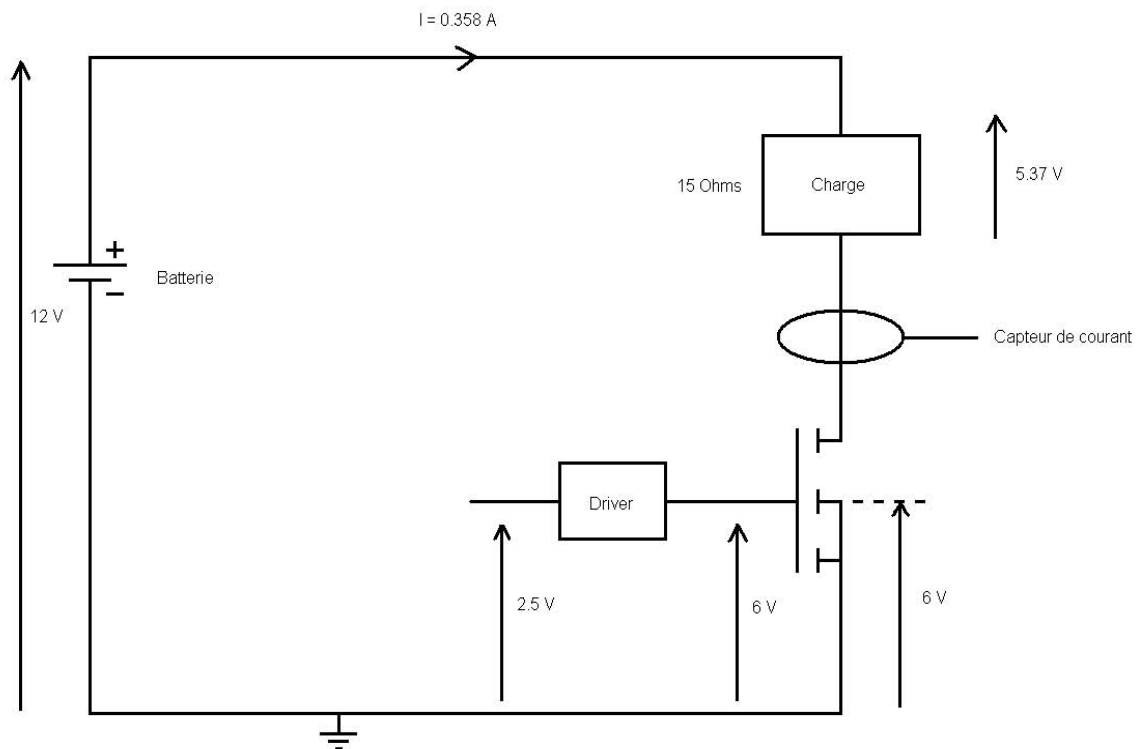 I = 0.358 A
15 Ohms
Charge
5.37 V
+
Batterie
−
12 V
Capteur de courant
Driver
2.5 V
6 V
6 V